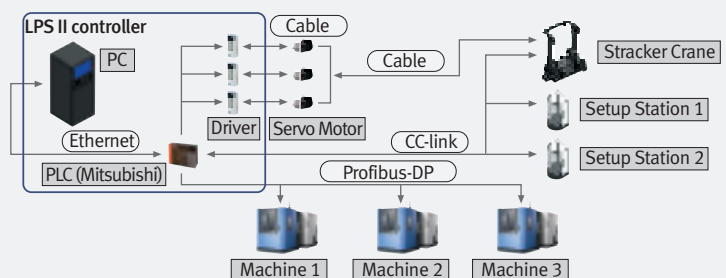 LPS II controller
PC
Cable
Cable
Stracker Crane
Driver
Servo Motor
Setup Station 1
Ethernet
CC-link
PLC (Mitsubishi)
Setup Station 2
Profibus-DP
Machine 1
Machine 2
Machine 3